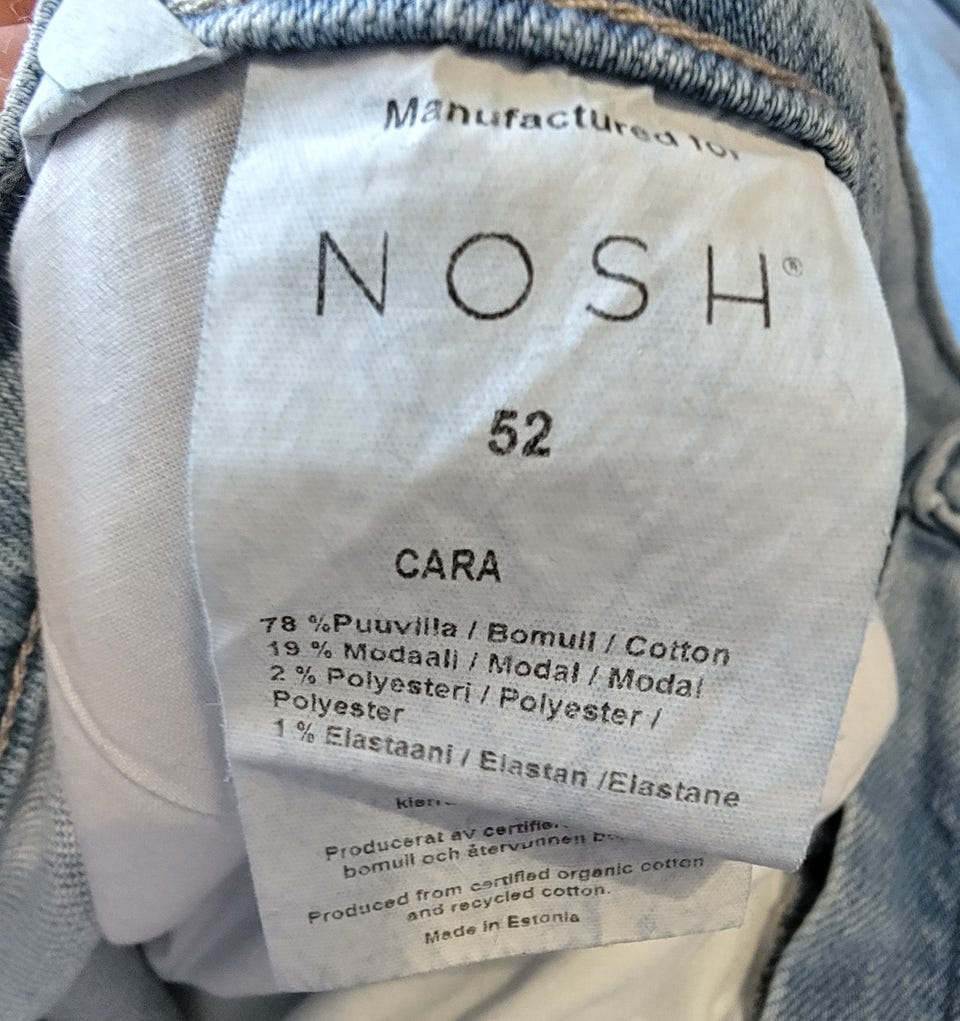 Manufactured for
NOSH®
52
CARA
78 %Puuvilla / Bomull / Cotton
19 % Modaali / Modal / Modal
2 % Polyesteri / Polyester /
Polyester
1 % Elastaani / Elastan /Elastane
Producerat av
bomull och återvunnen
Produced from certified organic cotton
and recycled cotton.
Made in Estonia